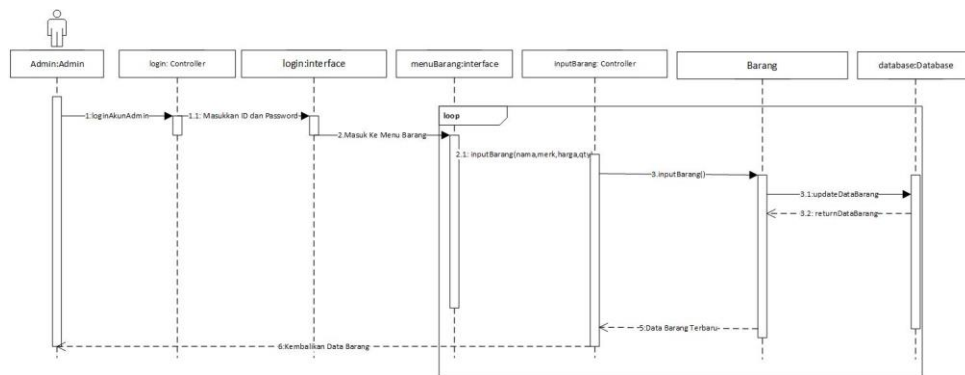 Admin:Admin
login: Controller
login:interface
menuBarang:interface
inputBarang: Controller
Barang
database:Database
loop
1:loginAkunAdmin
1.1: Masukkan ID dan Password
2.Masuk Ke Menu Barang
2.1: inputBarang(nama,merk,harga,qty)
3.inputBarang()
3.1:updateDataBarang
3.2: returnDataBarang
5:Data Barang Terbaru
6:Kembalikan Data Barang